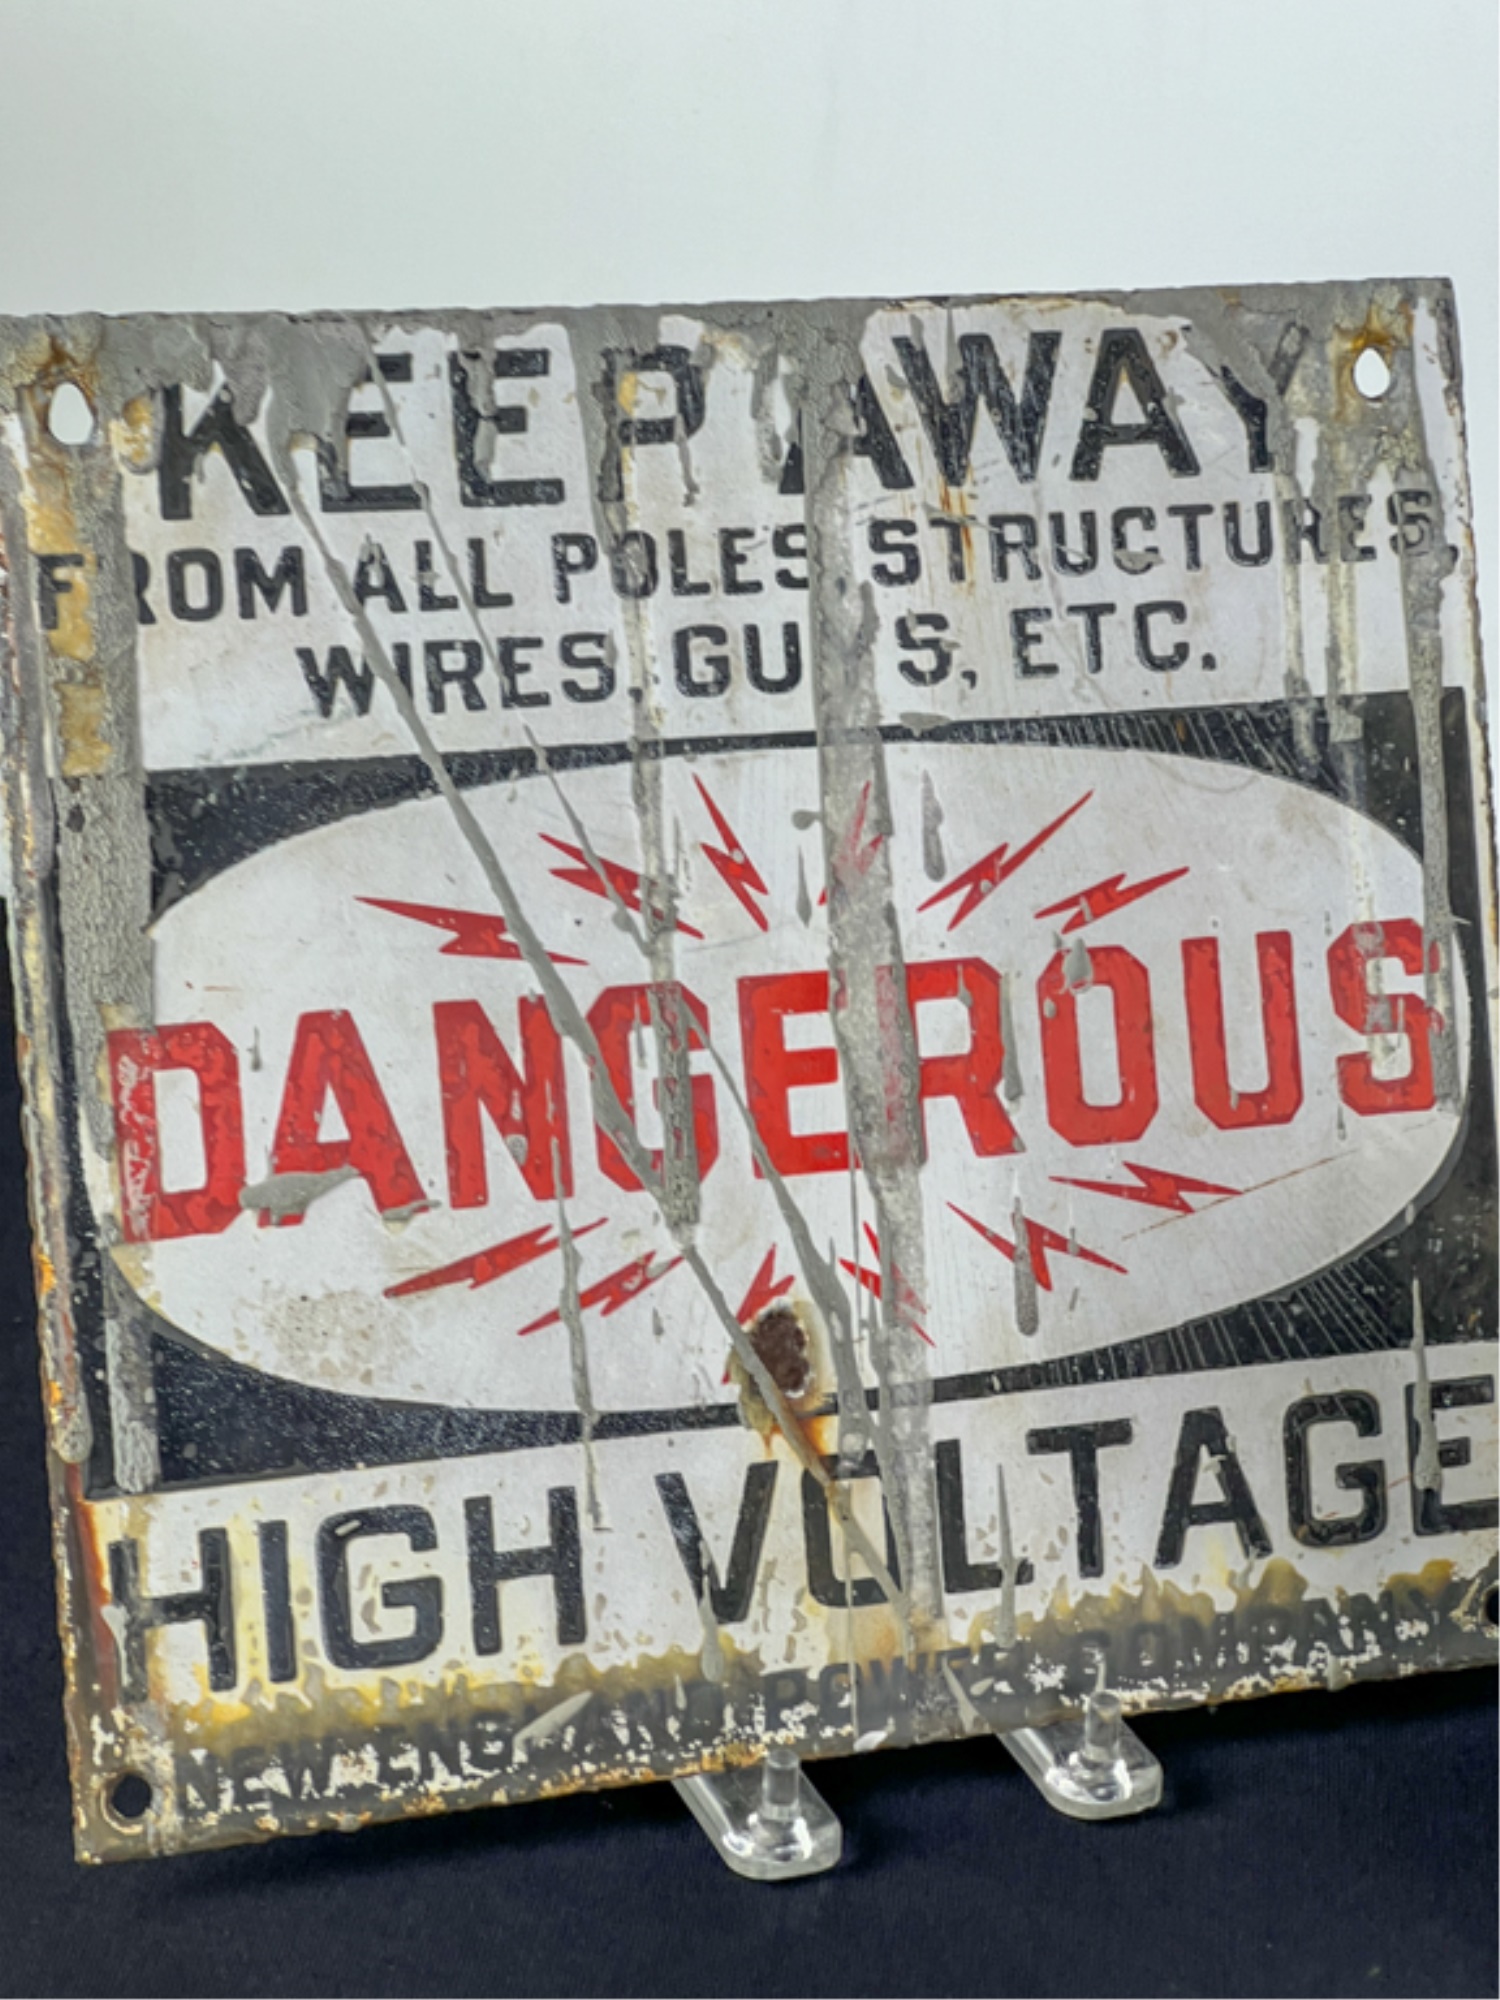 KEEP AWAY
FROM ALL POLES STRUCTURES,
WIRES, GUYS, ETC.
DANGEROUS
HIGH VOLTAGE
NEW ENGLAND POWER COMPANY